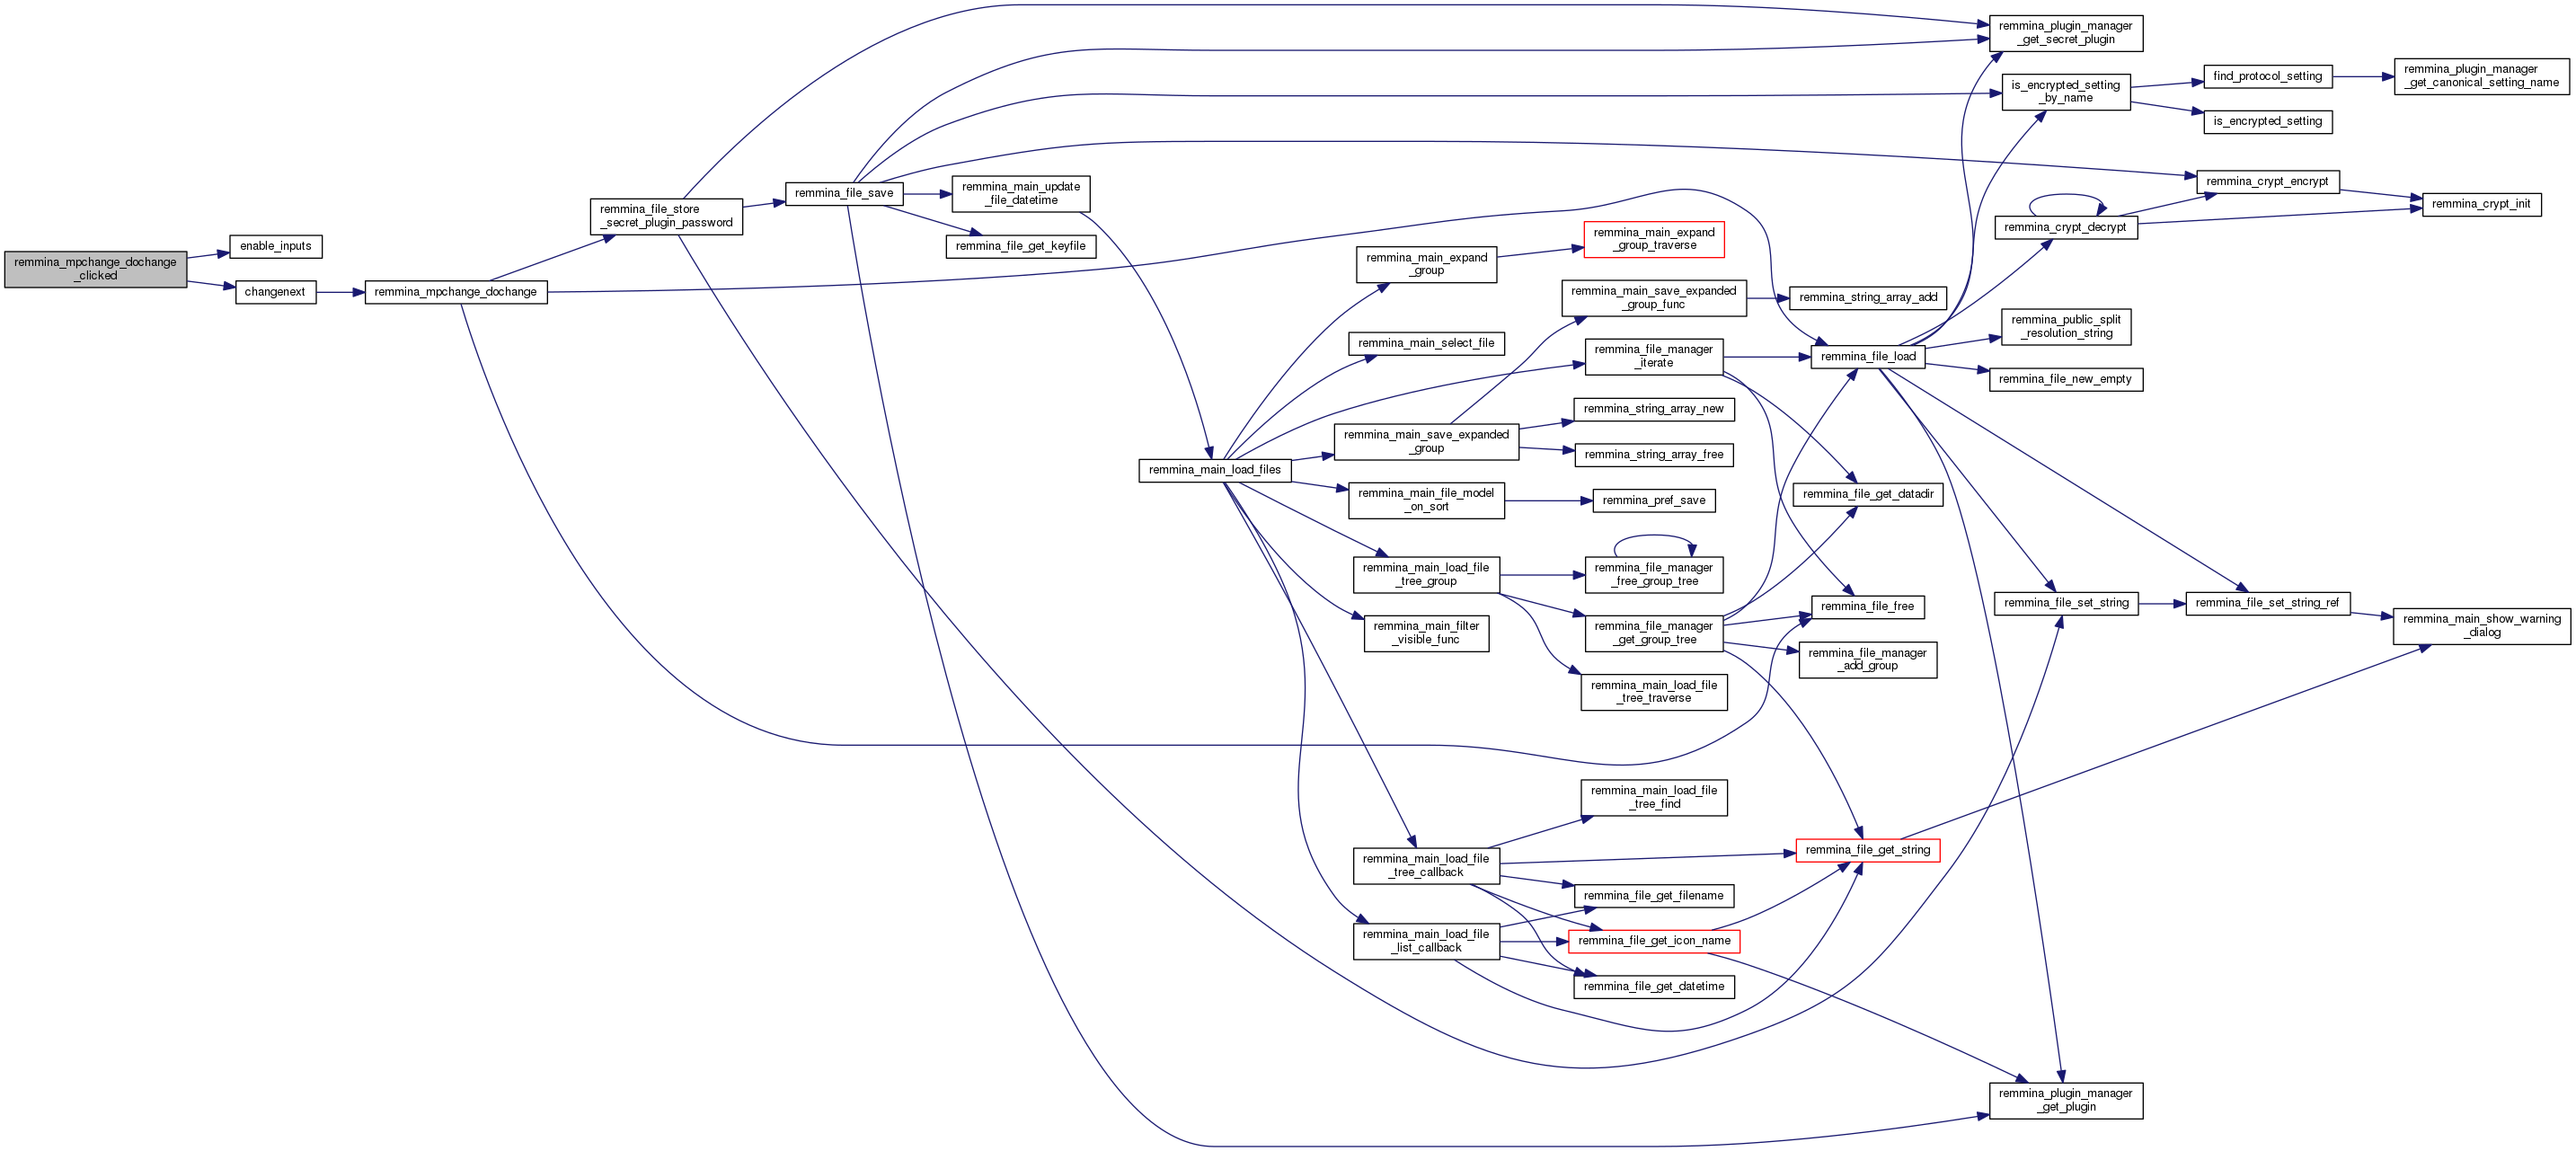 remmina_mpchange_dochange
_clicked
enable_inputs
changenext
remmina_mpchange_dochange
remmina_file_store
_secret_plugin_password
remmina_file_save
remmina_main_update
_file_datetime
remmina_file_get_keyfile
remmina_main_load_files
remmina_main_expand
_group
remmina_main_select_file
remmina_main_save_expanded
_group
remmina_main_file_model
_on_sort
remmina_main_load_file
_tree_group
remmina_main_filter
_visible_func
remmina_main_load_file
_tree_callback
remmina_main_load_file
_list_callback
remmina_main_expand
_group_traverse
remmina_main_save_expanded
_group_func
remmina_file_manager
_iterate
remmina_string_array_new
remmina_string_array_free
remmina_pref_save
remmina_file_manager
_free_group_tree
remmina_file_manager
_get_group_tree
remmina_main_load_file
_tree_traverse
remmina_main_load_file
_tree_find
remmina_file_get_filename
remmina_file_get_icon_name
remmina_file_get_datetime
remmina_string_array_add
remmina_file_load
remmina_file_get_datadir
remmina_file_free
remmina_file_manager
_add_group
remmina_file_get_string
remmina_plugin_manager
_get_secret_plugin
is_encrypted_setting
_by_name
remmina_crypt_decrypt
remmina_public_split
_resolution_string
remmina_file_new_empty
remmina_file_set_string
remmina_plugin_manager
_get_plugin
find_protocol_setting
is_encrypted_setting
remmina_crypt_encrypt
remmina_file_set_string_ref
remmina_plugin_manager
_get_canonical_setting_name
remmina_crypt_init
remmina_main_show_warning
_dialog